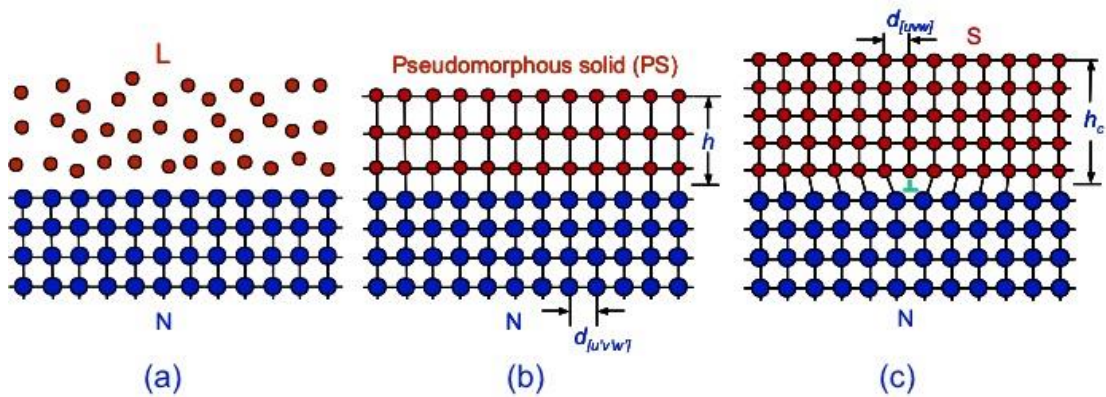 L
N
(a)
Pseudomorphous solid (PS)
h
N
d[u'v'w']
(b)
d[uvw]
S
hc
N
(c)